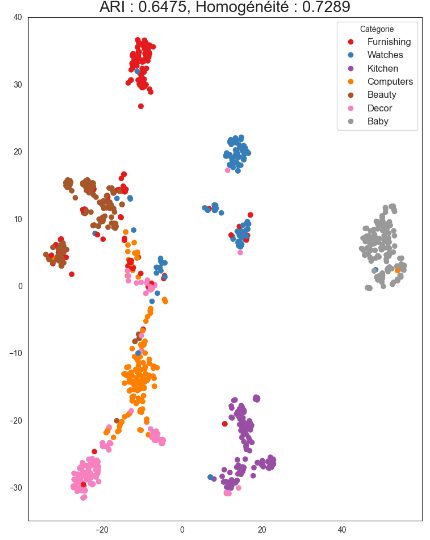 ARI : 0.6475, Homogénéité : 0.7289
Catégorie
Furnishing
Watches
Kitchen
Computers
Beauty
Decor
Baby
40
30
20
10
0
−10
−20
−30
−20 0 20 40